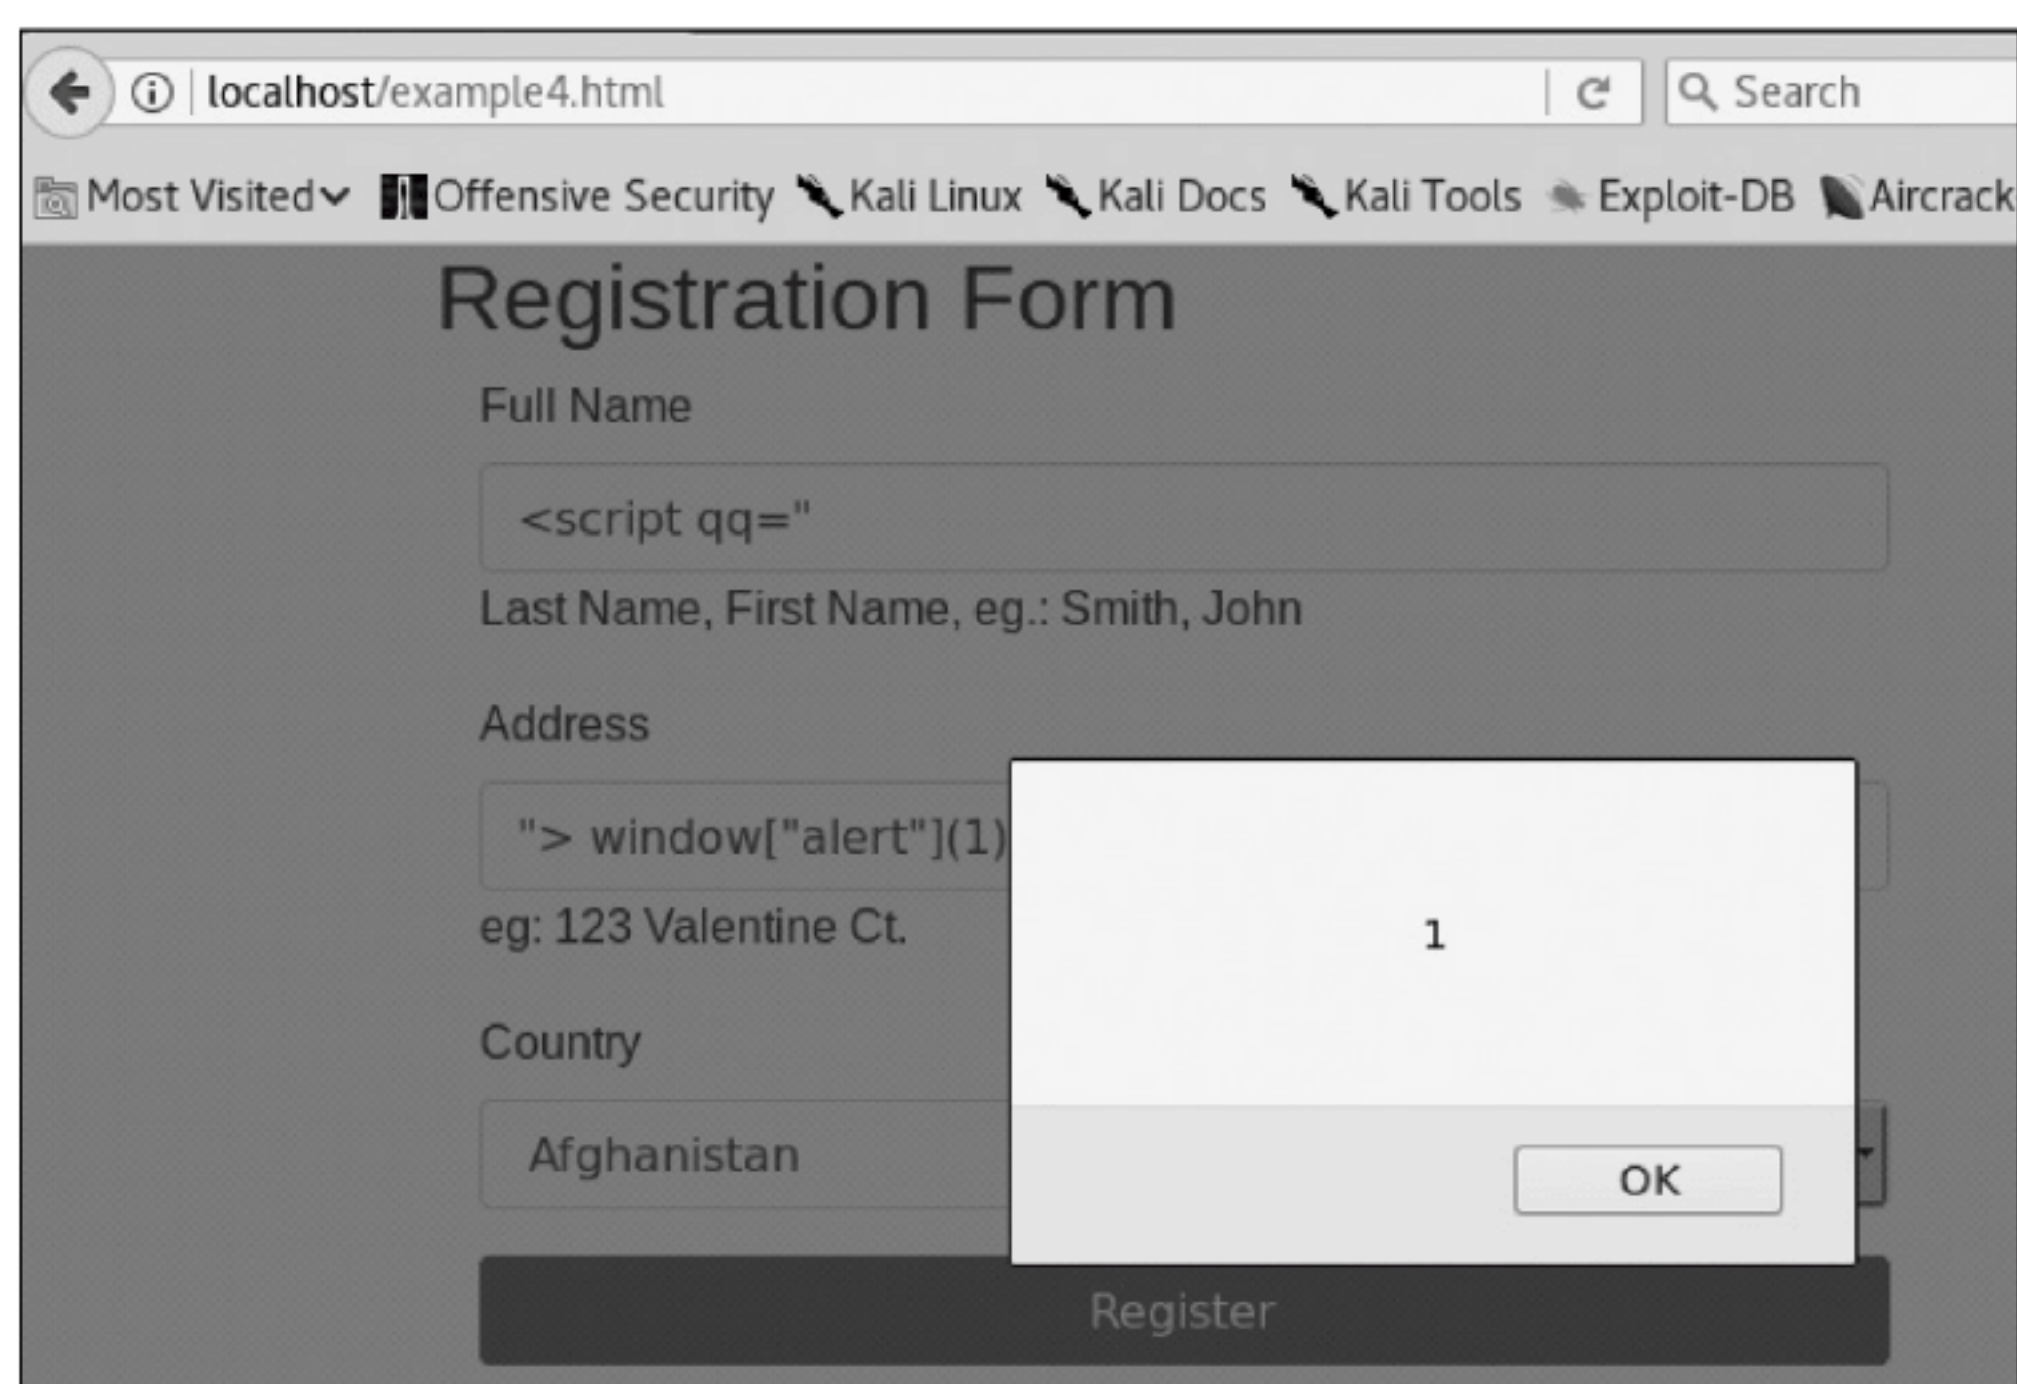 localhost/example4.html Search
Most Visited Offensive Security Kali Linux Kali Docs Kali Tools Exploit-DB Aircrack
Registration Form
Full Name
<script qq="
Last Name, First Name, eg.: Smith, John
Address
"> window["alert"](1)
eg: 123 Valentine Ct.
1
Country
Afghanistan
OK
Register